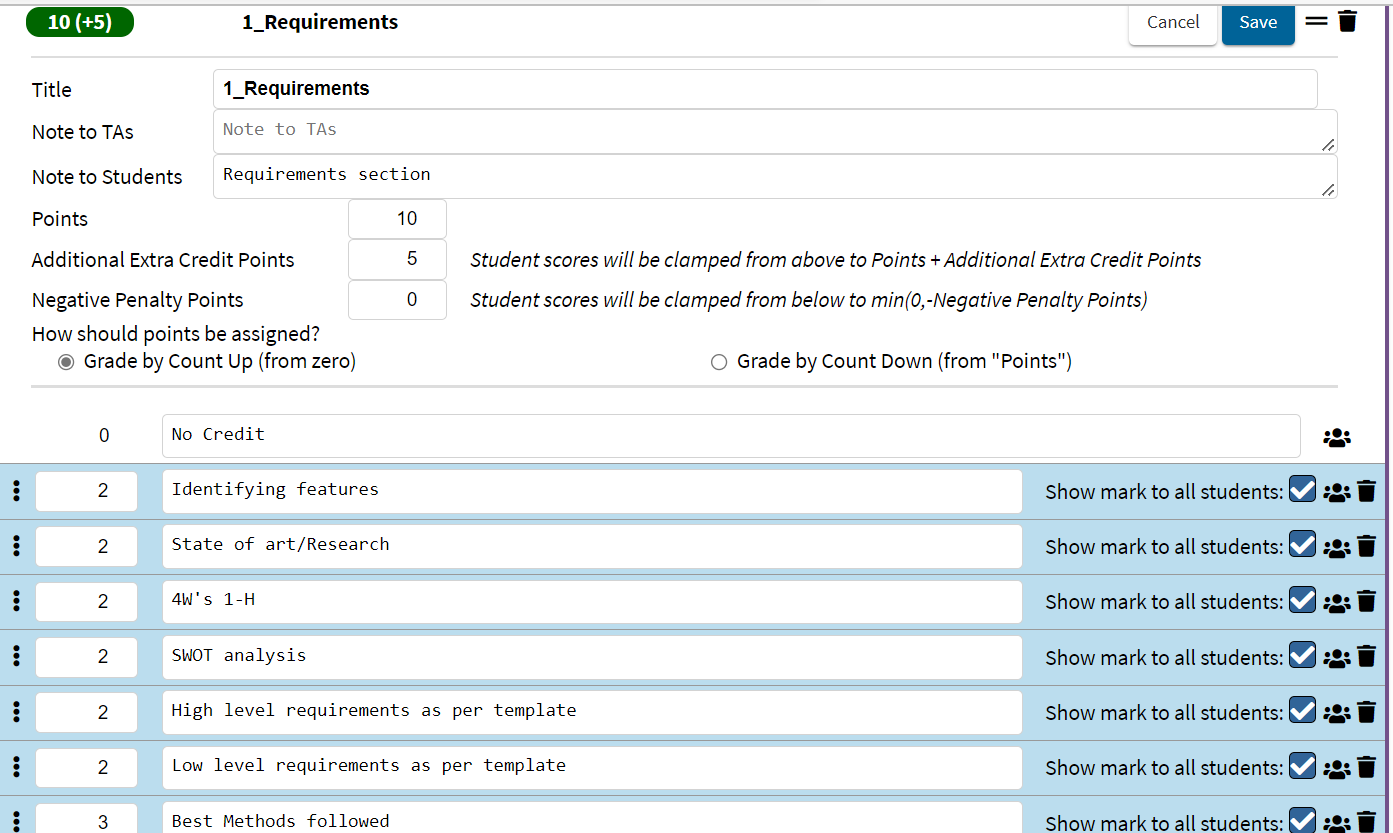 10 (+5) 1_Requirements Cancel Save
Title 1_Requirements
Note to TAs Note to TAs
Note to Students Requirements section
Points 10
Additional Extra Credit Points 5 Student scores will be clamped from above to Points + Additional Extra Credit Points
Negative Penalty Points 0 Student scores will be clamped from below to min(0,-Negative Penalty Points)
How should points be assigned?
Grade by Count Up (from zero) Grade by Count Down (from "Points")
0 No Credit
2 Identifying features Show mark to all students:
2 State of art/Research Show mark to all students:
2 4W's 1-H Show mark to all students:
2 SWOT analysis Show mark to all students:
2 High level requirements as per template Show mark to all students:
2 Low level requirements as per template Show mark to all students:
3 Best Methods followed Show mark to all students: